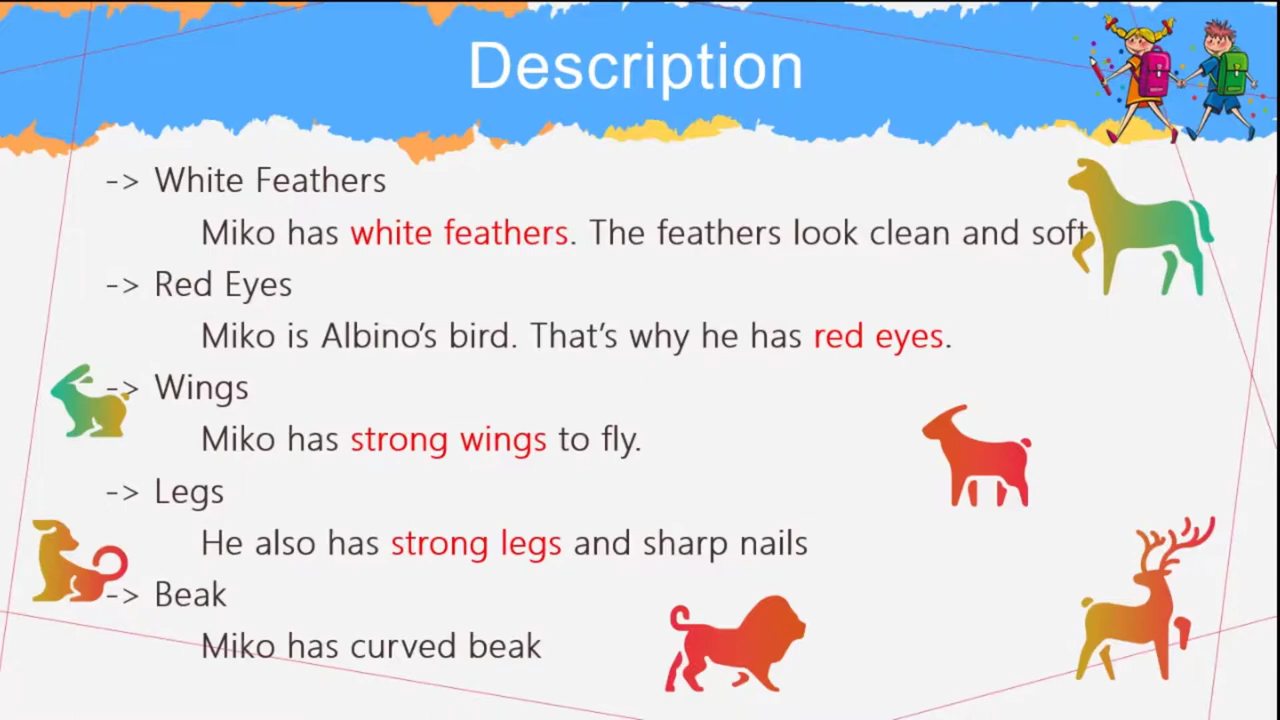 Description
-> White Feathers
Miko has white feathers. The feathers look clean and soft
-> Red Eyes
Miko is Albino’s bird. That’s why he has red eyes.
-> Wings
Miko has strong wings to fly.
-> Legs
He also has strong legs and sharp nails
-> Beak
Miko has curved beak